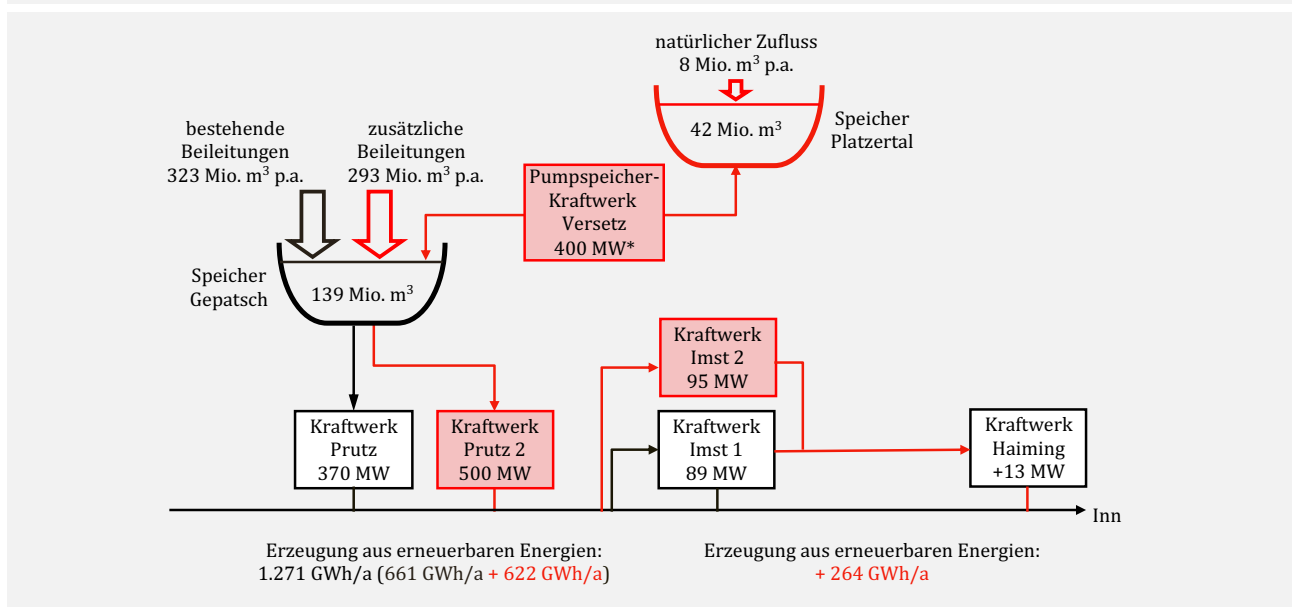 natürlicher Zufluss
8 Mio. m³ p.a.
42 Mio. m³
Speicher
Platzertal
bestehende
Beileitungen
323 Mio. m³ p.a.
zusätzliche
Beileitungen
293 Mio. m³ p.a.
Pumpspeicher-
Kraftwerk
Versetz
400 MW*
Speicher
Gepatsch
139 Mio. m³
Kraftwerk
Imst 2
95 MW
Kraftwerk
Prutz
370 MW
Kraftwerk
Prutz 2
500 MW
Kraftwerk
Imst 1
89 MW
Kraftwerk
Haiming
+13 MW
Inn
Erzeugung aus erneuerbaren Energien:
1.271 GWh/a (661 GWh/a + 622 GWh/a)
Erzeugung aus erneuerbaren Energien:
+ 264 GWh/a